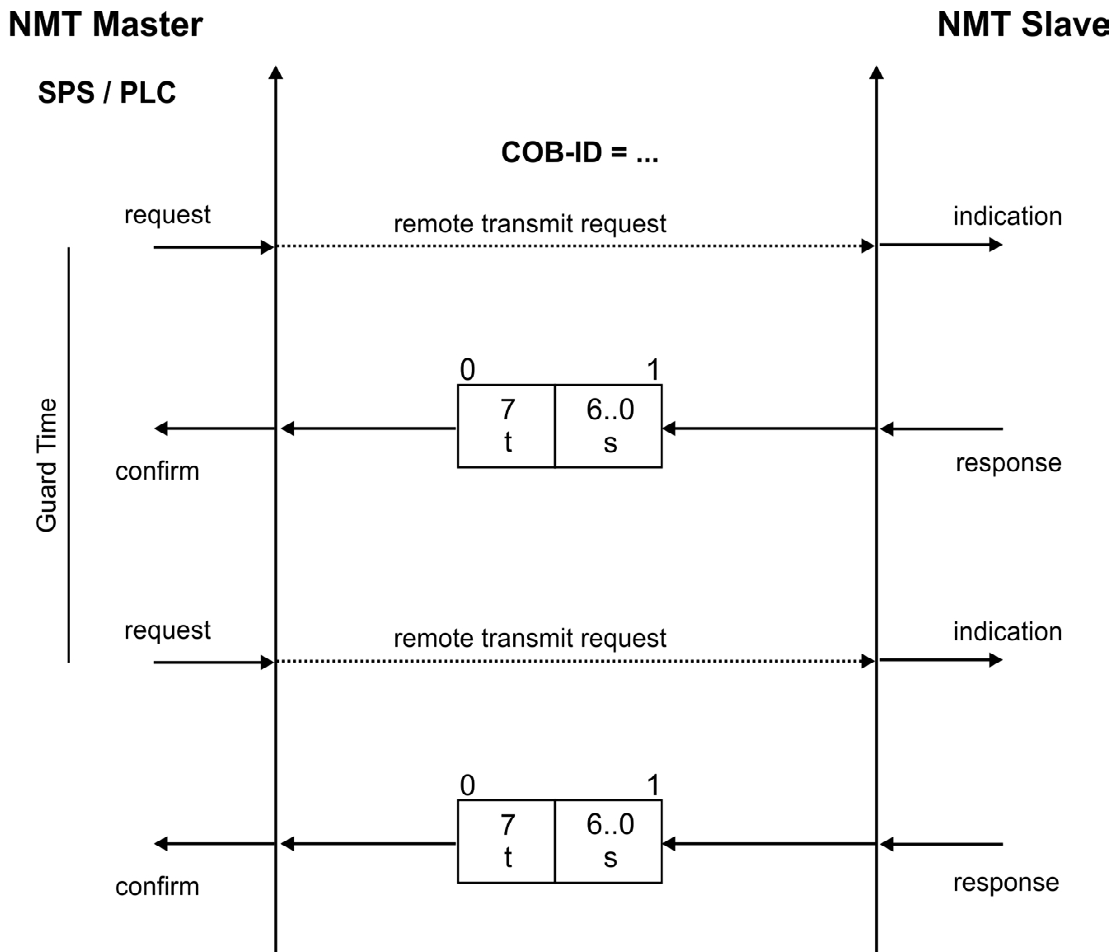 NMT Master
NMT Slave
SPS / PLC
COB-ID = ...
request
remote transmit request
indication
0 1
7 6..0
t s
confirm
response
Guard Time
request
remote transmit request
indication
0 1
7 6..0
t s
confirm
response